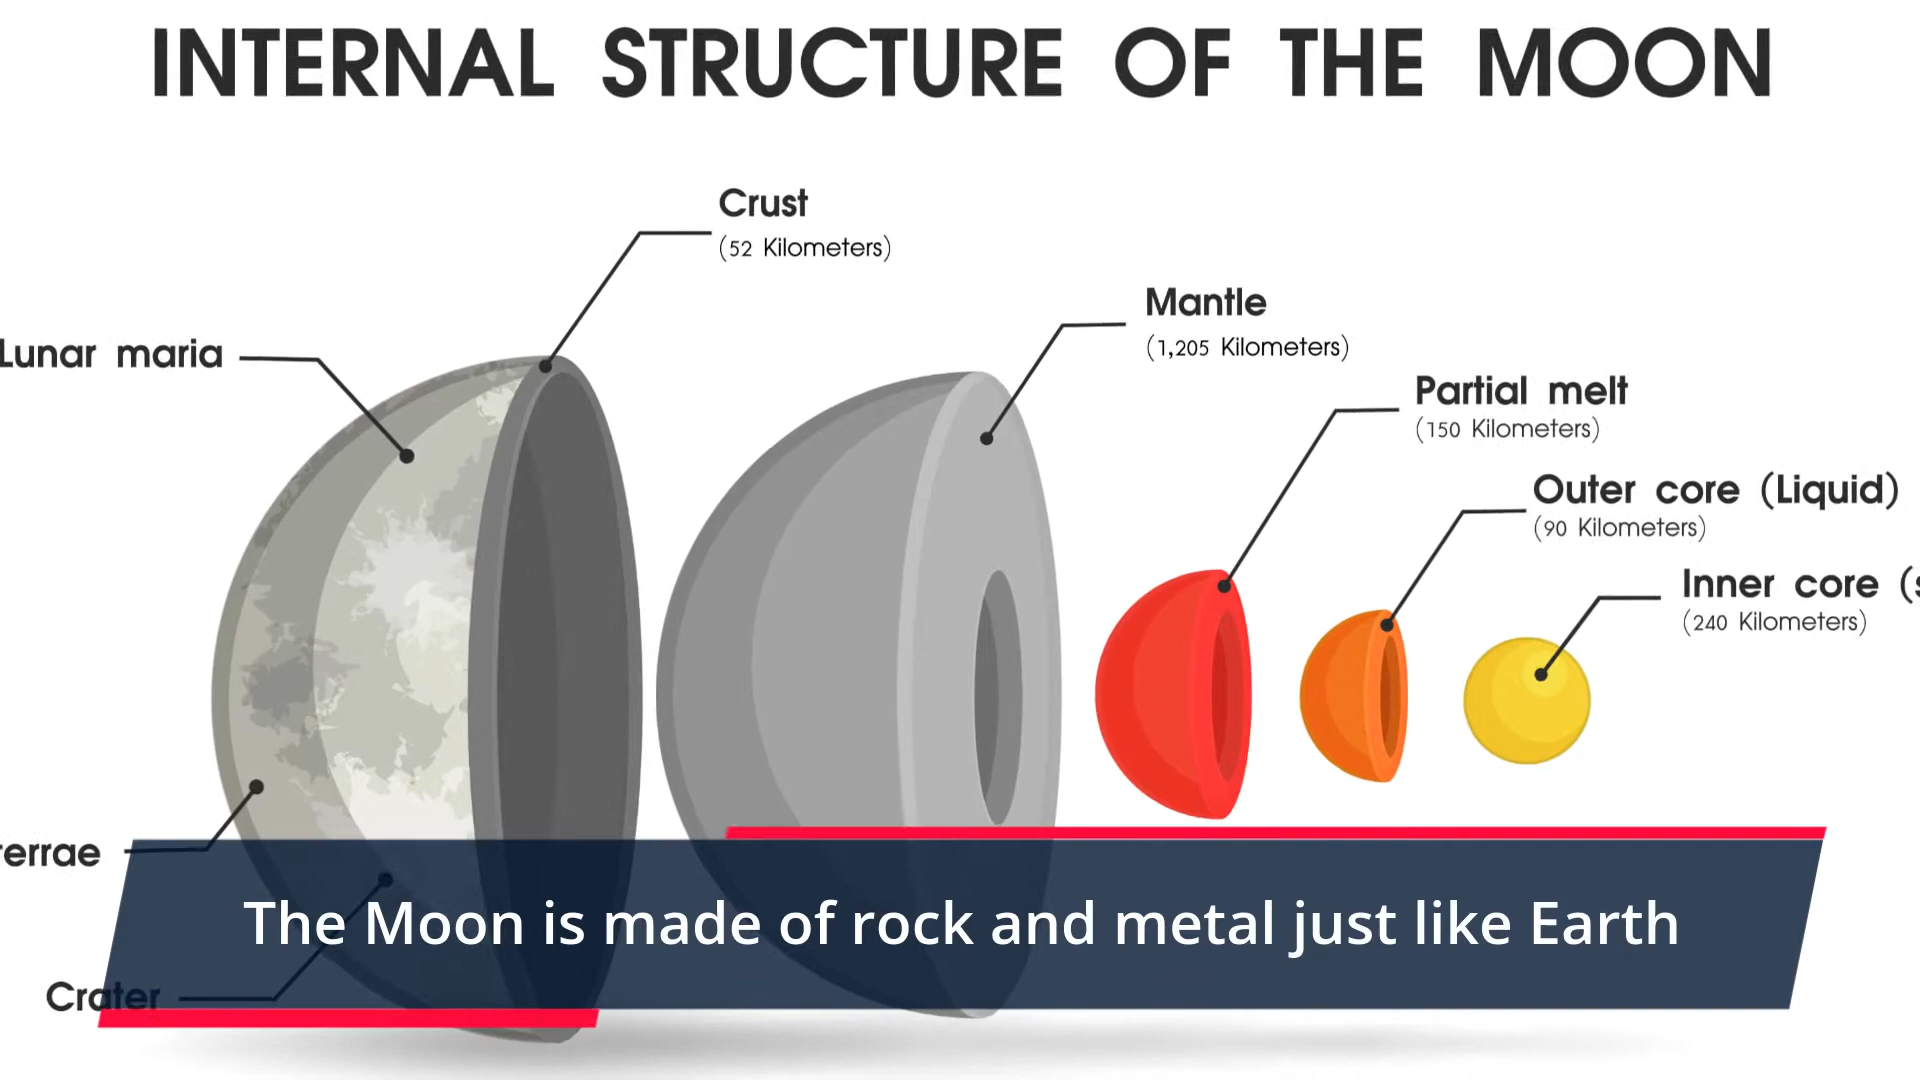 INTERNAL STRUCTURE OF THE MOON
Crust
(52 Kilometers)
Mantle
(1,205 Kilometers)
Lunar maria
Partial melt
(150 Kilometers)
Outer core (Liquid)
(90 Kilometers)
Inner core
(240 Kilometers)
The Moon is made of rock and metal just like Earth
Crater